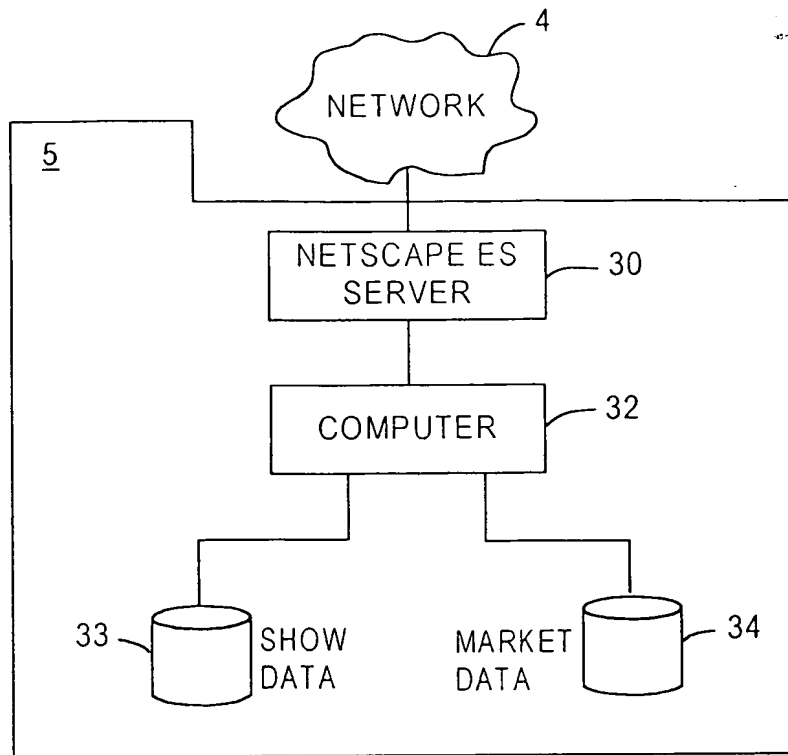 4
NETWORK
5
NETSCAPE ES
SERVER
30
COMPUTER
32
33
SHOW
DATA
MARKET
DATA
34